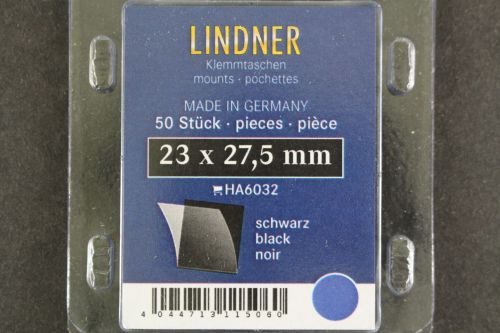 LINDNER
Klemmtaschen
mounts · pochettes
MADE IN GERMANY
50 Stück · pieces · pièce
23 x 27,5 mm
HA6032
schwarz
black
noir
4 044713 115060